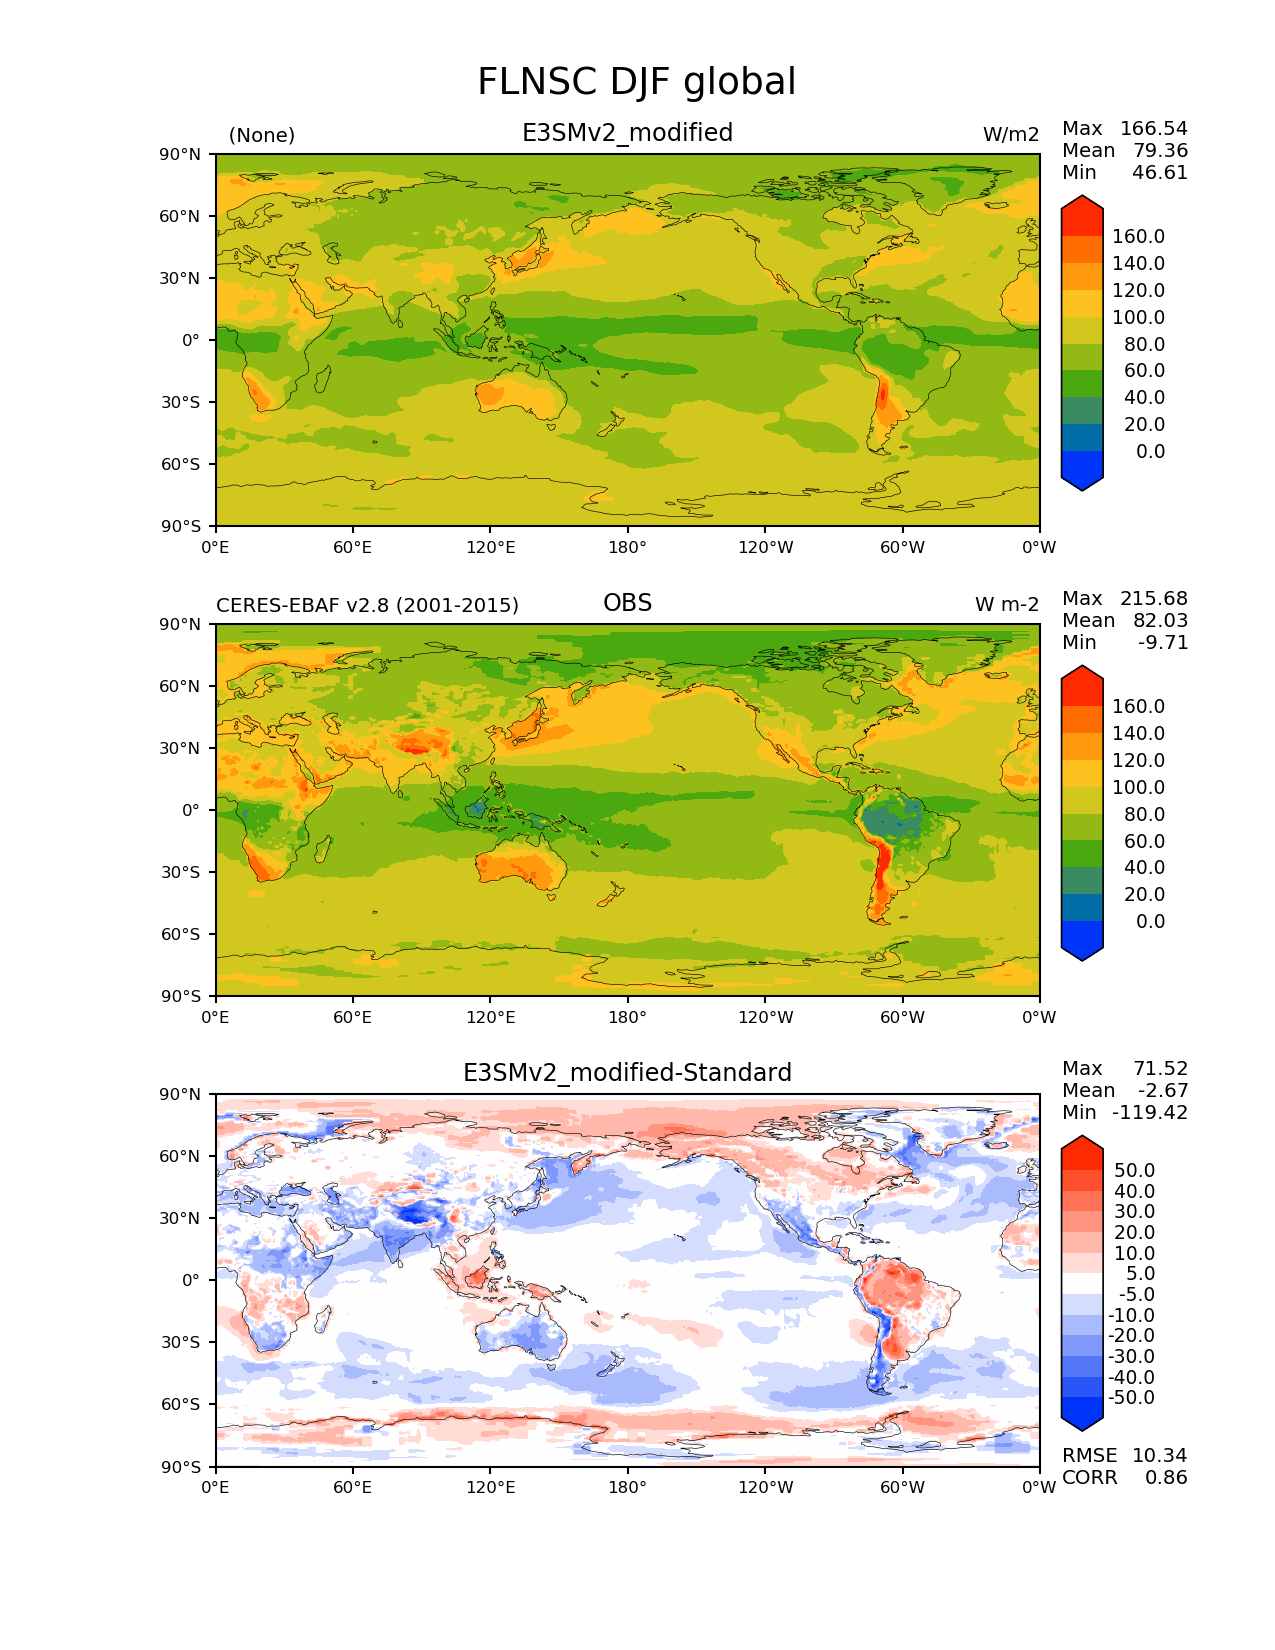 FLNSC DJF global
(None) E3SMv2_modified W/m2
Max 166.54
Mean 79.36
Min 46.61
90°N
60°N
30°N
0°
30°S
60°S
90°S
0°E 60°E 120°E 180° 120°W 60°W 0°W
160.0
140.0
120.0
100.0
80.0
60.0
40.0
20.0
0.0
CERES-EBAF v2.8 (2001-2015) OBS W m-2
Max 215.68
Mean 82.03
Min -9.71
90°N
60°N
30°N
0°
30°S
60°S
90°S
0°E 60°E 120°E 180° 120°W 60°W 0°W
160.0
140.0
120.0
100.0
80.0
60.0
40.0
20.0
0.0
E3SMv2_modified-Standard
Max 71.52
Mean -2.67
Min -119.42
90°N
60°N
30°N
0°
30°S
60°S
90°S
0°E 60°E 120°E 180° 120°W 60°W 0°W
50.0
40.0
30.0
20.0
10.0
5.0
-5.0
-10.0
-20.0
-30.0
-40.0
-50.0
RMSE 10.34
CORR 0.86